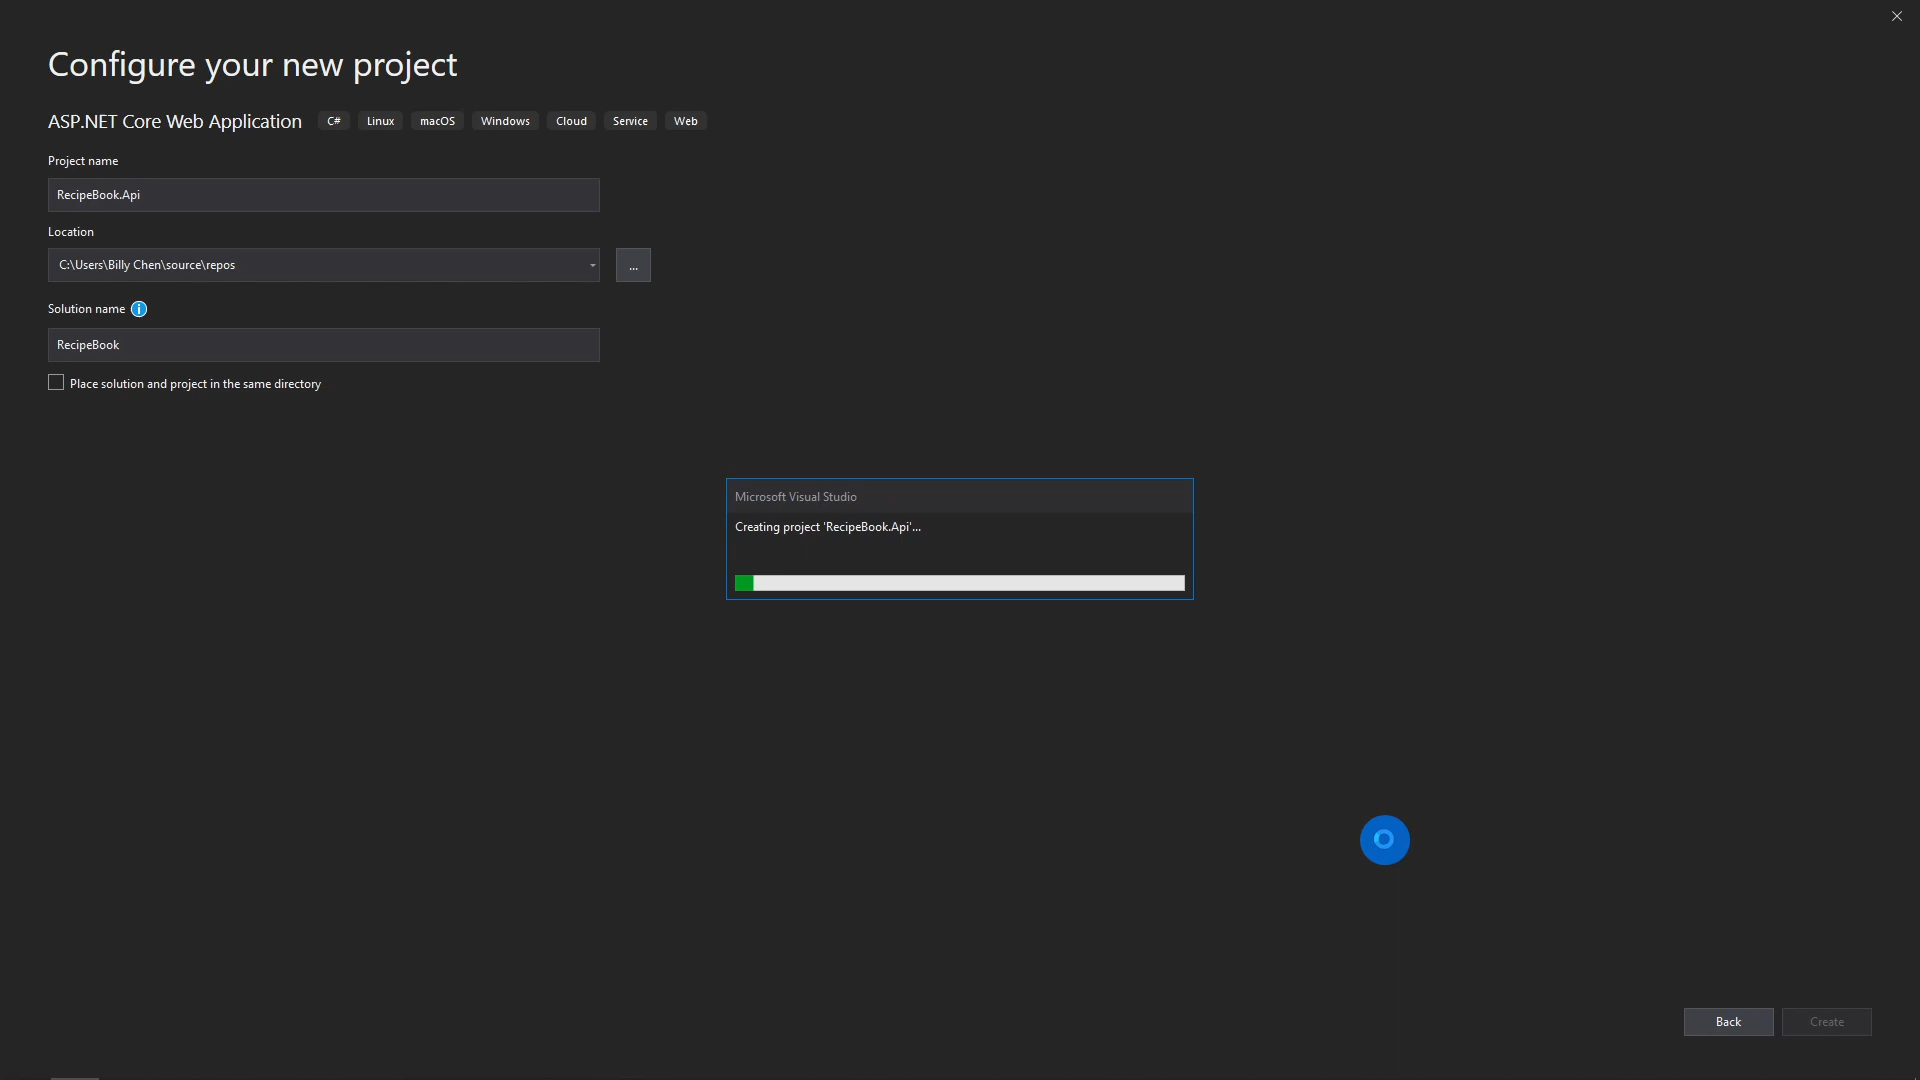 Configure your new project
ASP.NET Core Web Application C# Linux macOS Windows Cloud Service Web
Project name
RecipeBook.Api
Location
C:\Users\Billy Chen\source\repos
...
Solution name
RecipeBook
Place solution and project in the same directory
Microsoft Visual Studio
Creating project 'RecipeBook.Api'...
Back Create